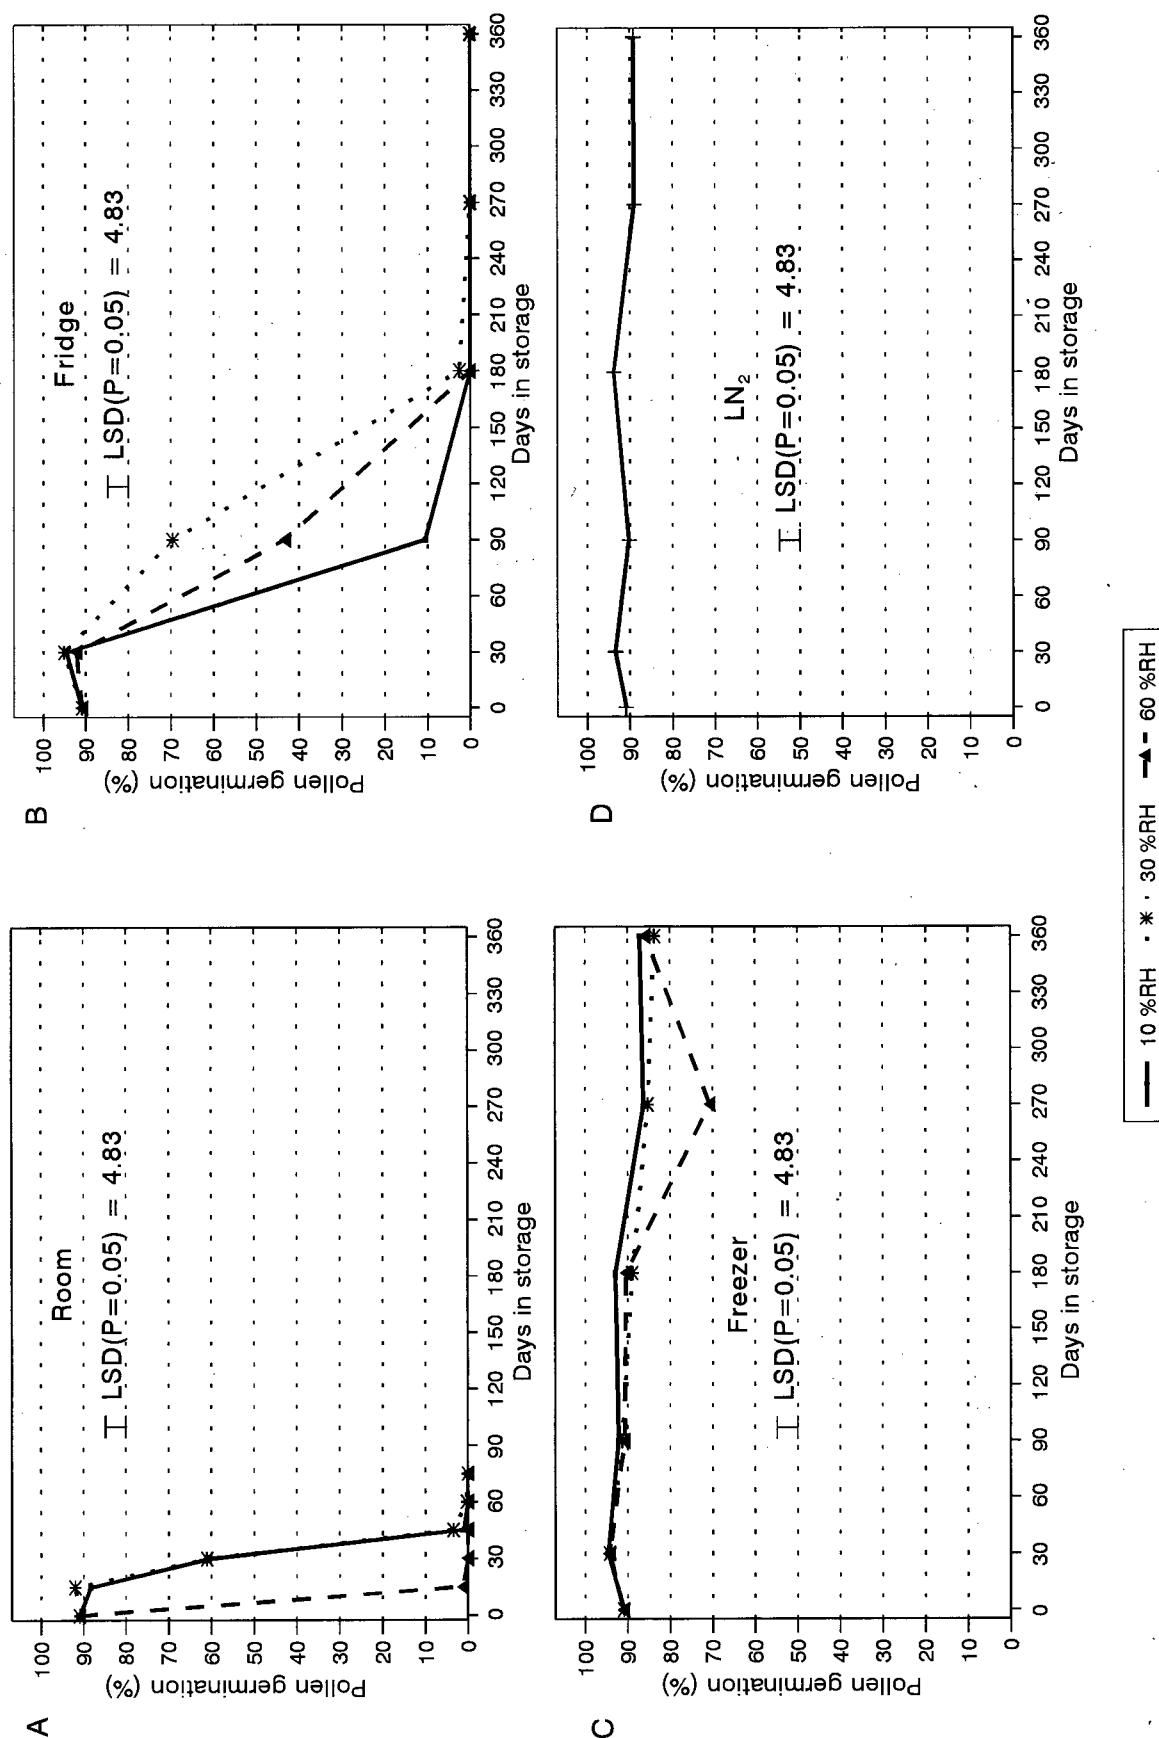 A
Room
LSD(P=0.05) = 4.83
Pollen germination (%)
100
90
80
70
60
50
40
30
20
10
0
0 30 60 90 120 150 180 210 240 270 300 330 360
Days in storage
B
Fridge
LSD(P=0.05) = 4.83
Pollen germination (%)
100
90
80
70
60
50
40
30
20
10
0
0 30 60 90 120 150 180 210 240 270 300 330 360
Days in storage
C
Freezer
LSD(P=0.05) = 4.83
Pollen germination (%)
100
90
80
70
60
50
40
30
20
10
0
0 30 60 90 120 150 180 210 240 270 300 330 360
Days in storage
D
LN₂
LSD(P=0.05) = 4.83
Pollen germination (%)
100
90
80
70
60
50
40
30
20
10
0
0 30 60 90 120 150 180 210 240 270 300 330 360
Days in storage
10 %RH 30 %RH 60 %RH